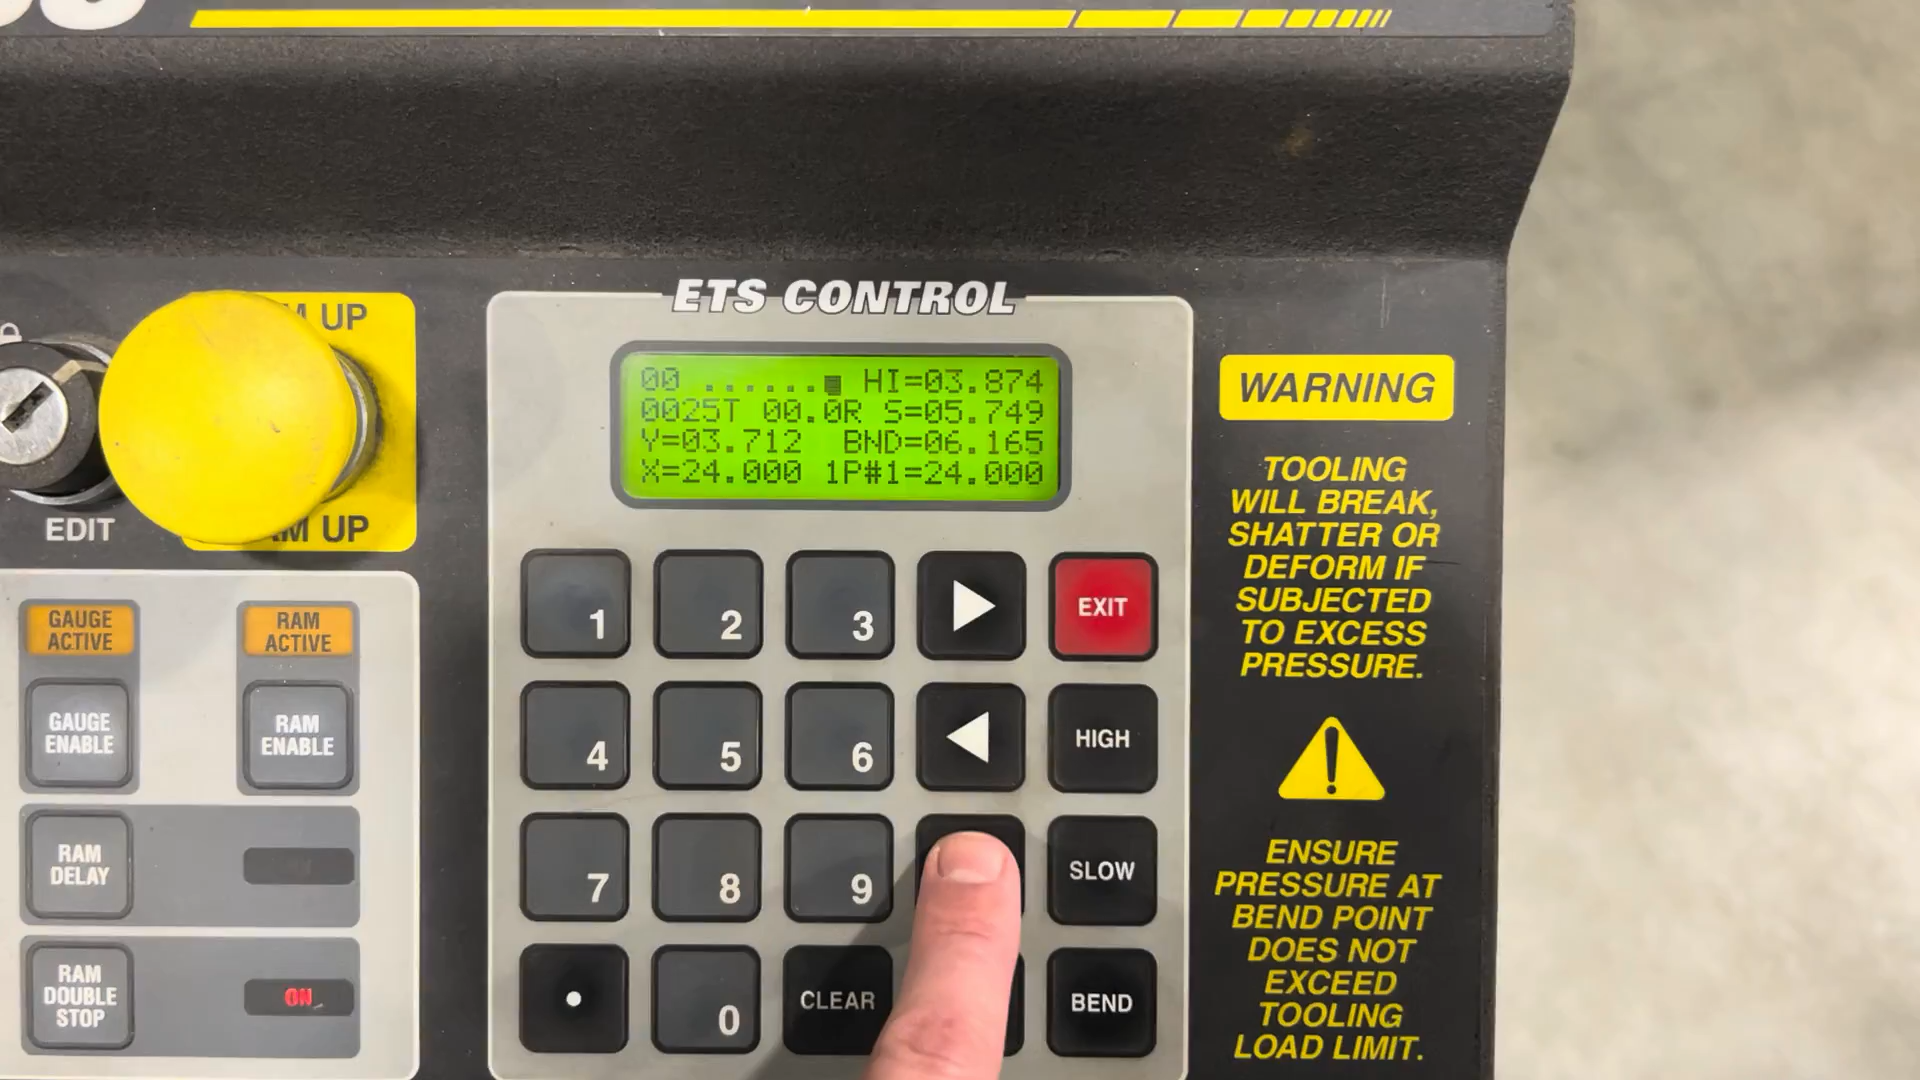 ETS CONTROL
00 ......■ HI=03.874
0025T 00.0R S=05.749
Y=03.712 BND=06.165
X=24.000 1P#1=24.000
UP
EDIT
UP
GAUGE
ACTIVE
RAM
ACTIVE
GAUGE
ENABLE
RAM
ENABLE
RAM
DELAY
RAM
DOUBLE
STOP
ON
1
2
3
EXIT
4
5
6
HIGH
7
8
9
SLOW
0
CLEAR
BEND
WARNING
TOOLING
WILL BREAK,
SHATTER OR
DEFORM IF
SUBJECTED
TO EXCESS
PRESSURE.
ENSURE
PRESSURE AT
BEND POINT
DOES NOT
EXCEED
TOOLING
LOAD LIMIT.